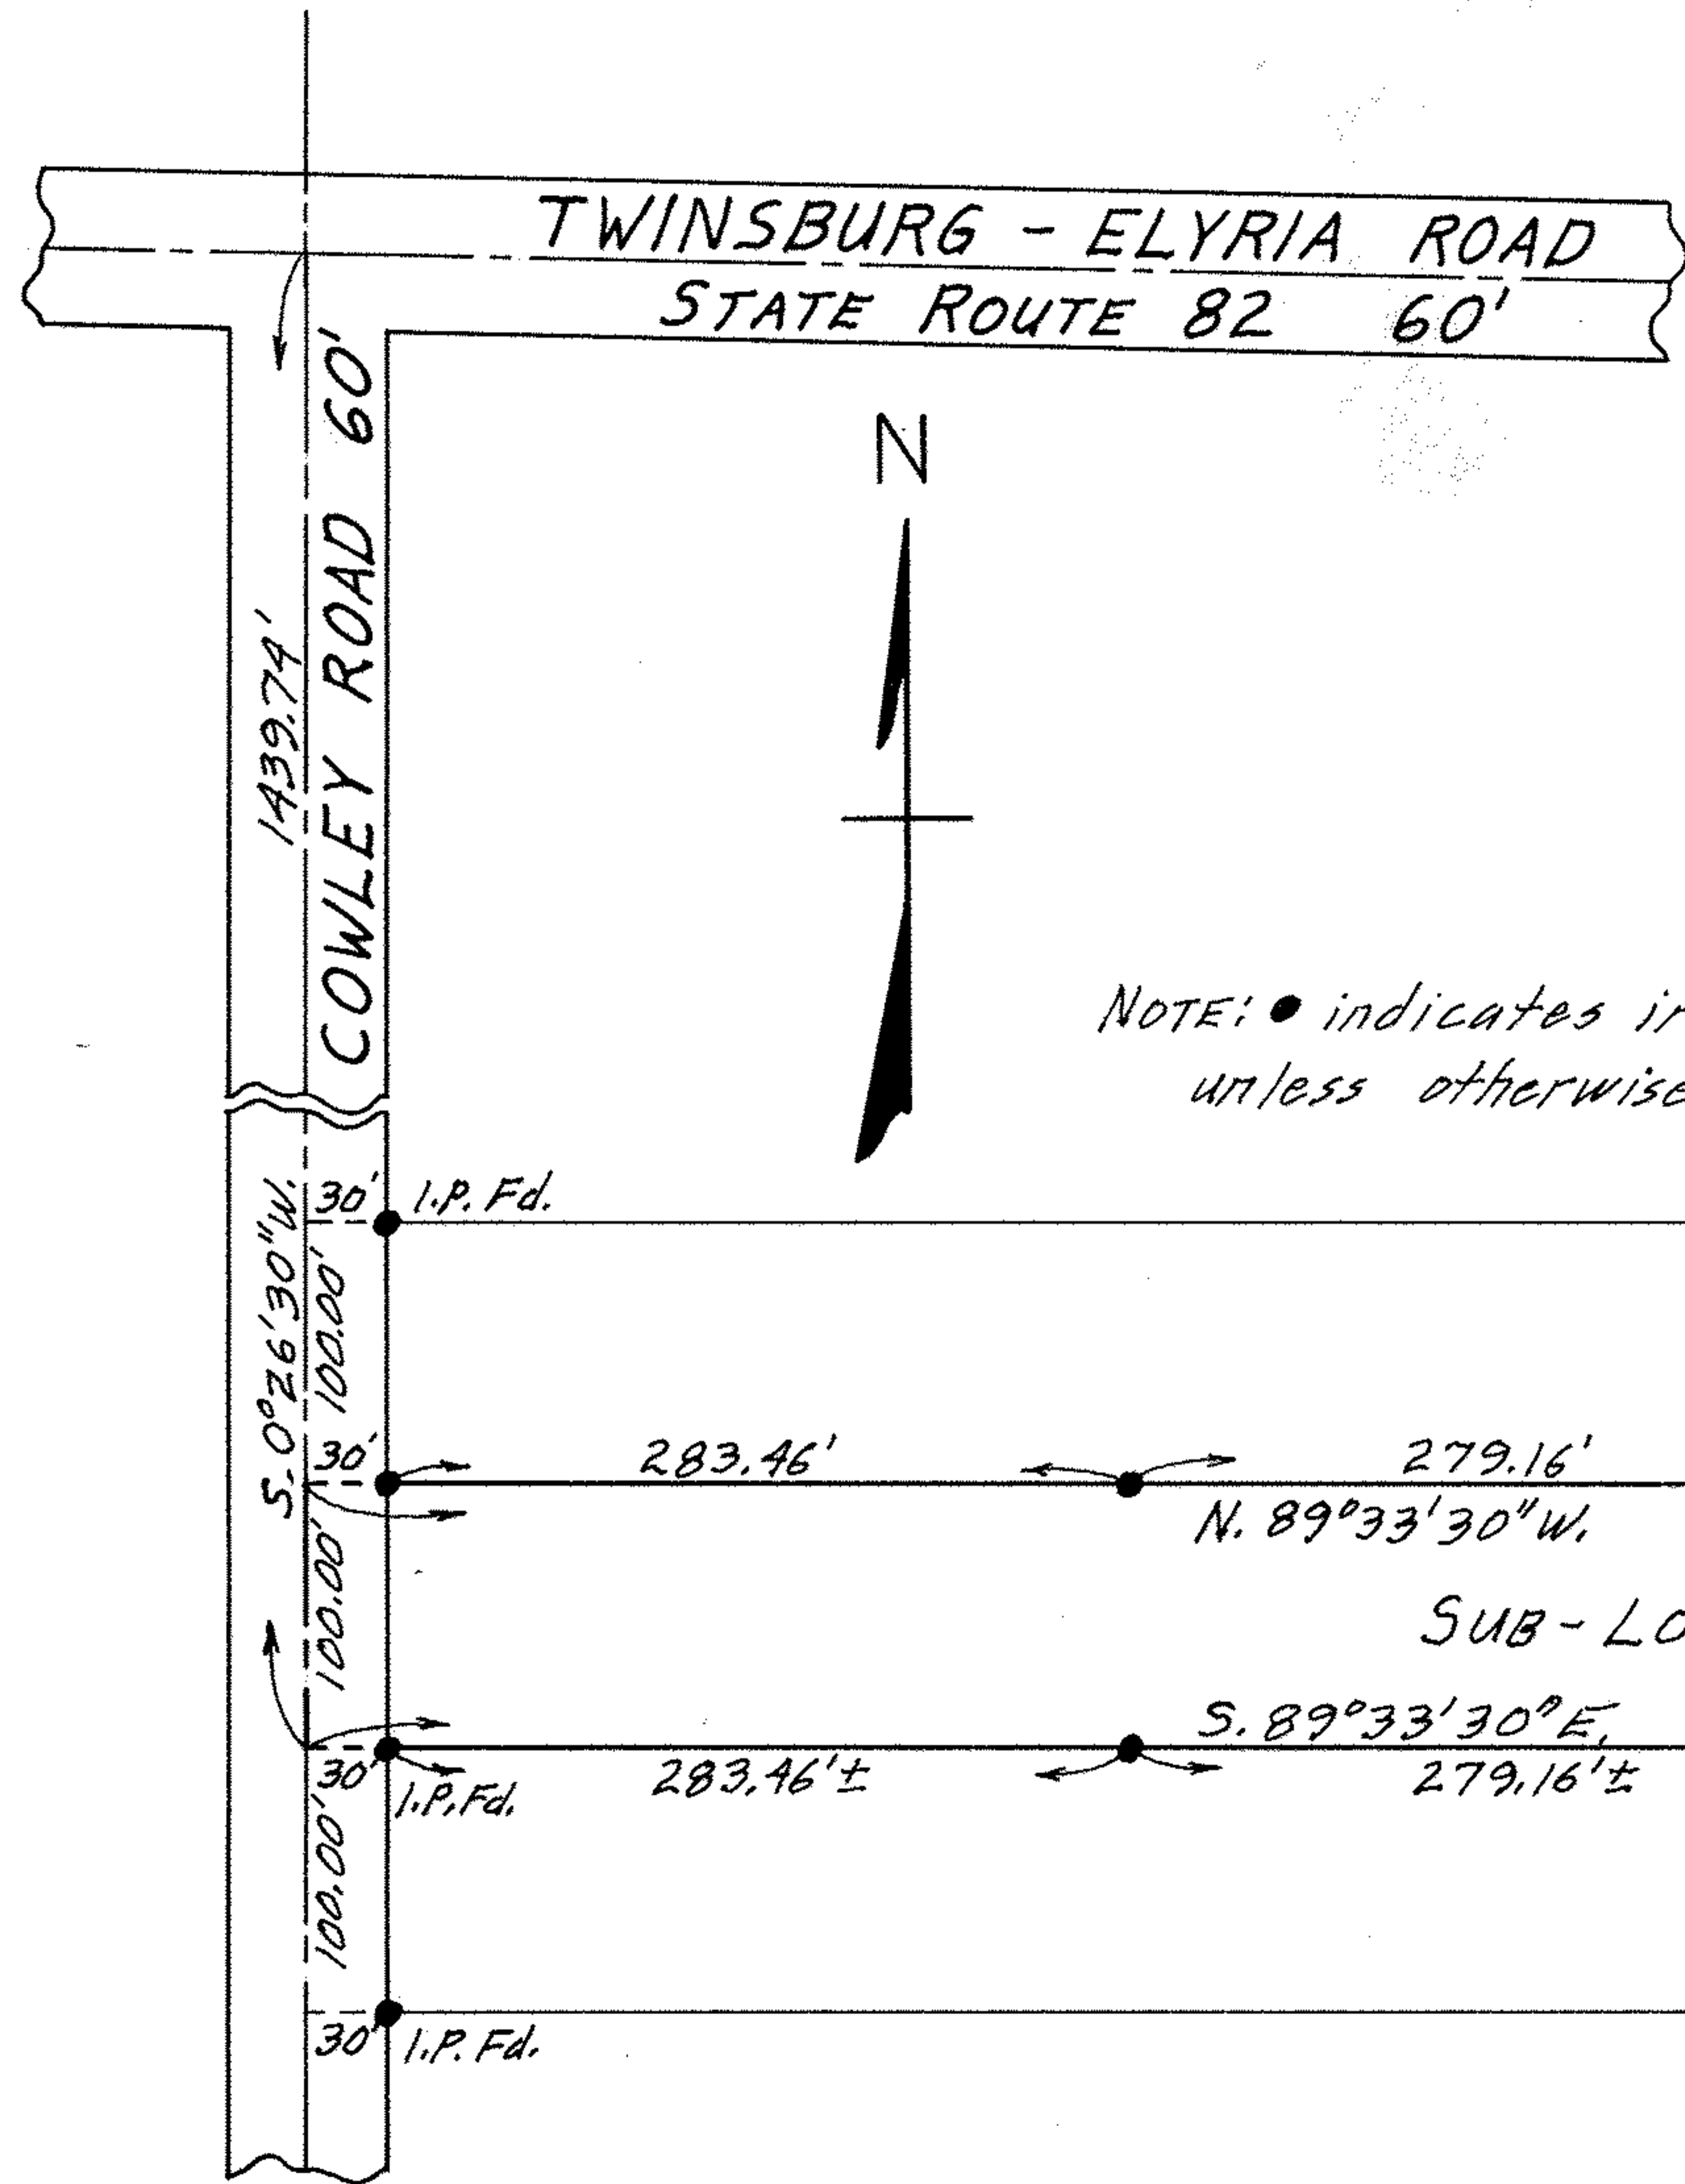 TWINSBURG - ELYRIA ROAD
STATE ROUTE 82 60'
COWLEY ROAD 60'
1439.74'
N
NOTE: ● indicates ir
unless otherwise
S. 0°26'30"W.
30' I.P. Fd.
100.00'
30' 283.46' 279.16'
N. 89°33'30"W.
100.00'
SUB-LO
S. 89°33'30"E.
30' I.P. Fd. 283.46'± 279.16'±
100.00'
30' I.P. Fd.